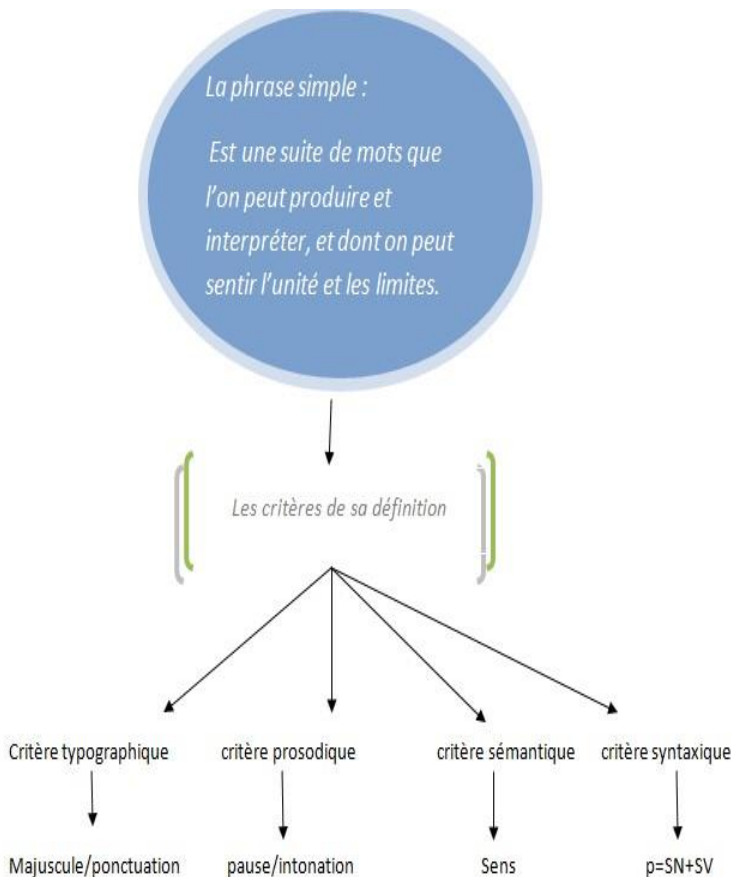 La phrase simple :
Est une suite de mots que
l'on peut produire et
interpréter, et dont on peut
sentir l'unité et les limites.
Les critères de sa définition
Critère typographique
critère prosodique
critère sémantique
critère syntaxique
Majuscule/ponctuation
pause/intonation
Sens
p=SN+SV